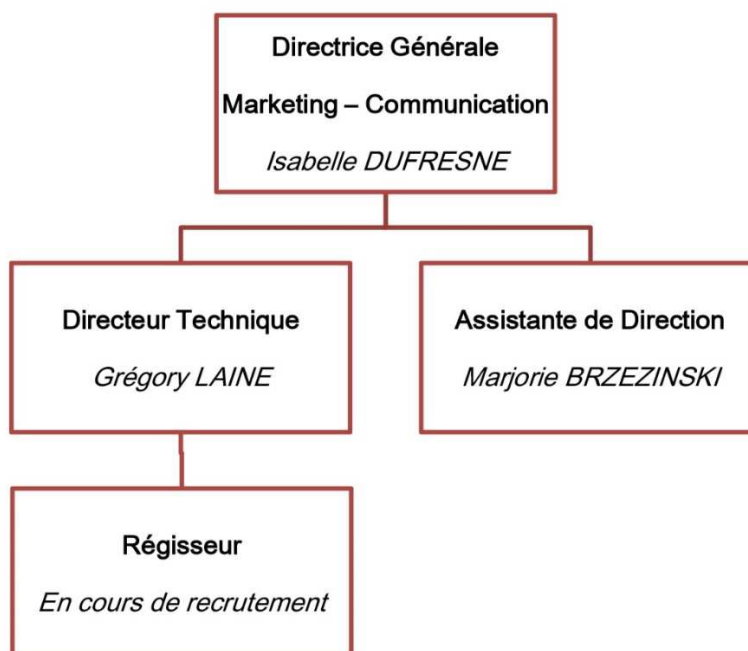 Directrice Générale
Marketing – Communication
Isabelle DUFRESNE
Directeur Technique
Grégory LAINE
Assistante de Direction
Marjorie BRZEZINSKI
Régisseur
En cours de recrutement